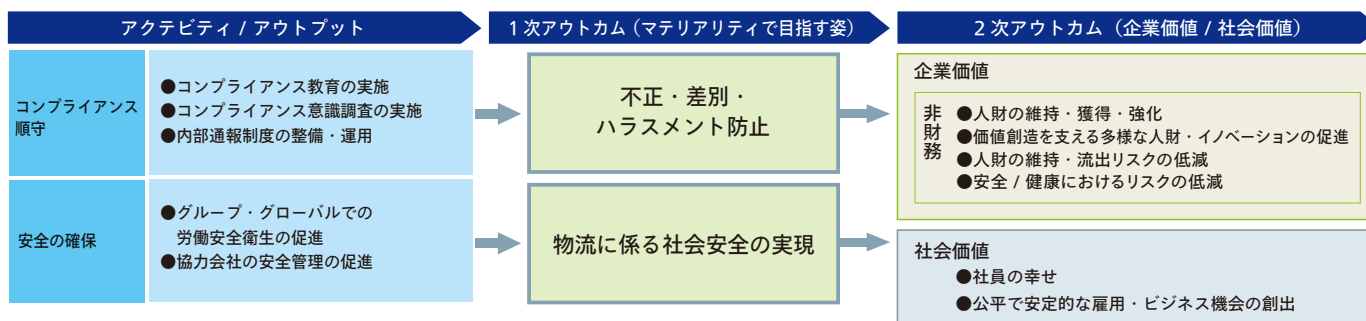 アクテビティ / アウトプット
1次アウトカム（マテリアリティで目指す姿）
2次アウトカム（企業価値 / 社会価値）
コンプライアンス
順守
●コンプライアンス教育の実施
●コンプライアンス意識調査の実施
●内部通報制度の整備・運用
不正・差別・
ハラスメント防止
安全の確保
●グループ・グローバルでの
労働安全衛生の促進
●協力会社の安全管理の促進
物流に係る社会安全の実現
企業価値
非財務
●人財の維持・獲得・強化
●価値創造を支える多様な人財・イノベーションの促進
●人財の維持・流出リスクの低減
●安全 / 健康におけるリスクの低減
社会価値
●社員の幸せ
●公平で安定的な雇用・ビジネス機会の創出